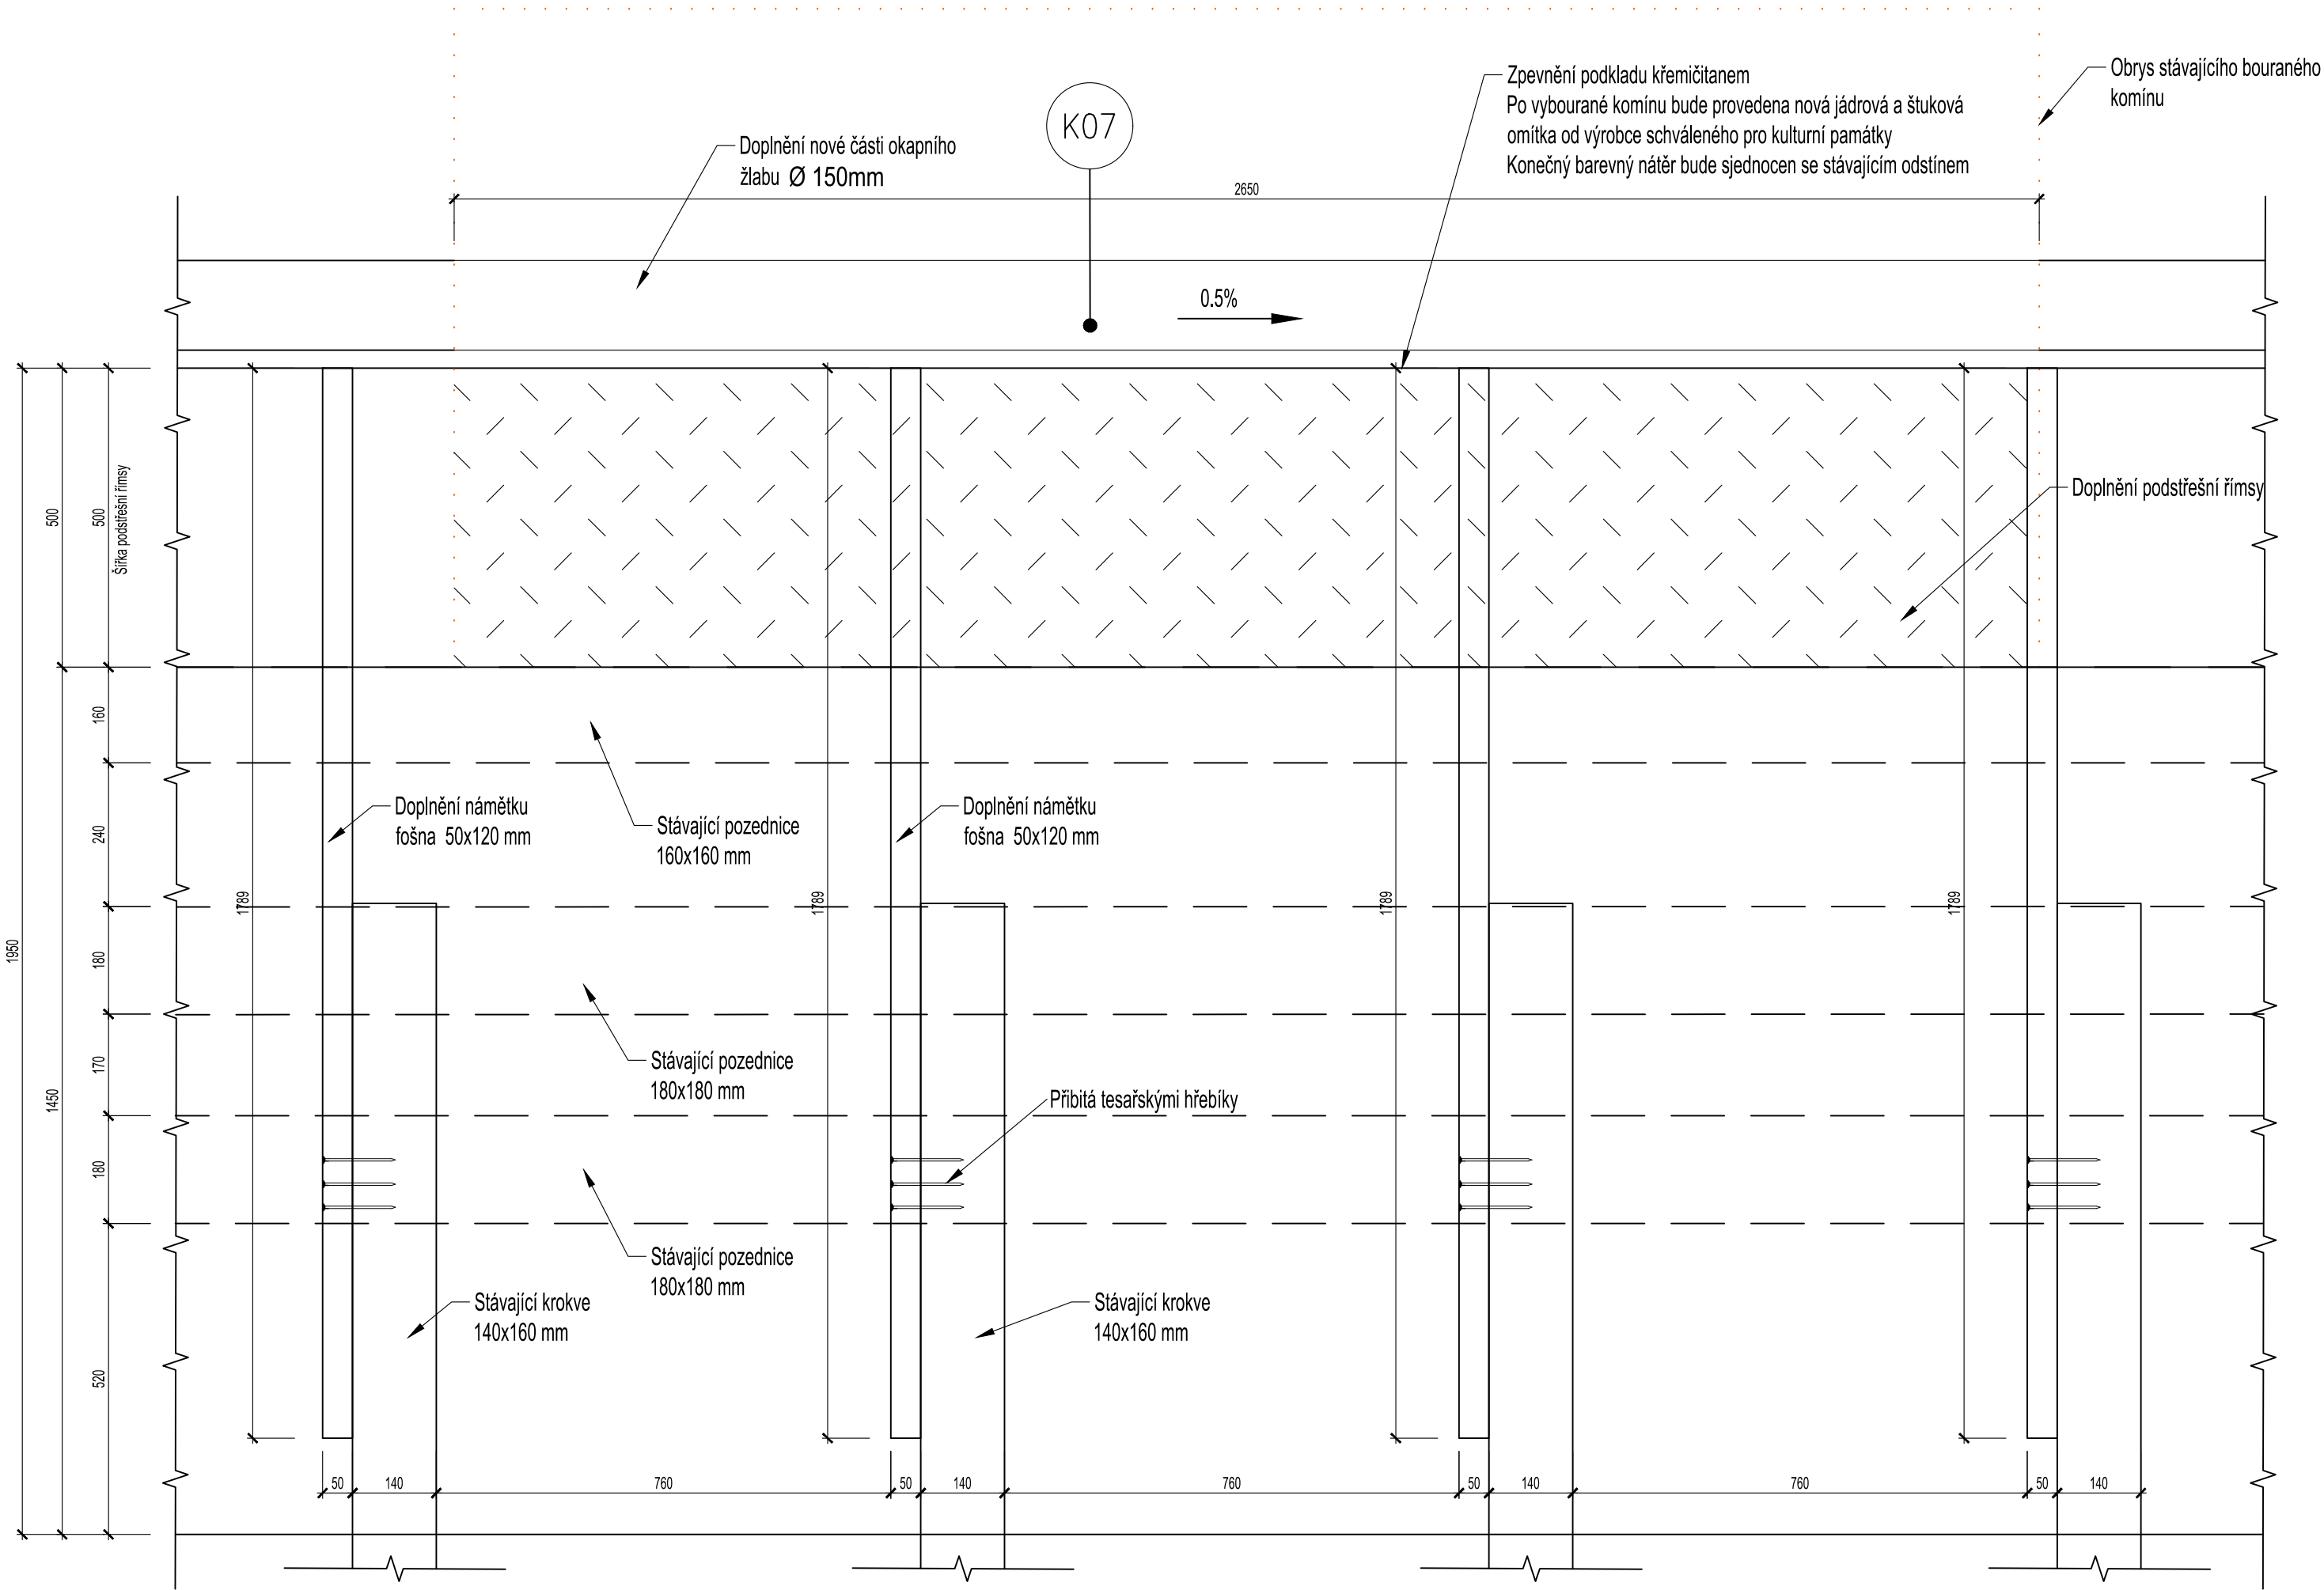 Zpevnění podkladu křemičitanem
Po vybourané komínu bude provedena nová jádrová a štuková
omítka od výrobce schváleného pro kulturní památky
Konečný barevný nátěr bude sjednocen se stávajícím odstínem
Obrys stávajícího bouraného
komínu
K07
Doplnění nové části okapního
žlabu Ø 150mm
2650
0.5%
500
500
Šířka podstřešní římsy
Doplnění podstřešní římsy
160
240
Doplnění námětku
fošna 50x120 mm
Stávající pozednice
160x160 mm
Doplnění námětku
fošna 50x120 mm
1789
1789
1789
1789
1950
180
170
1450
Stávající pozednice
180x180 mm
Přibitá tesařskými hřebíky
180
Stávající pozednice
180x180 mm
Stávající krokve
140x160 mm
Stávající krokve
140x160 mm
520
50
140
760
50
140
760
50
140
760
50
140